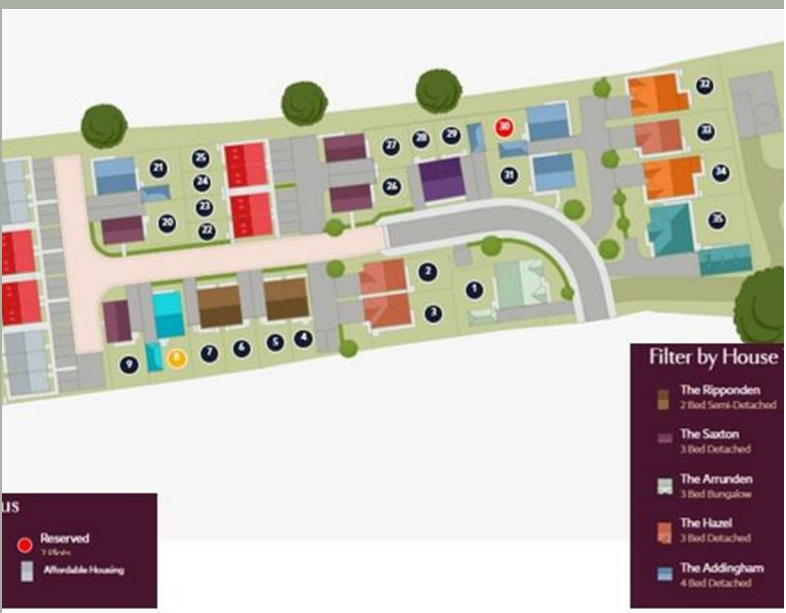 32
30
33
29
28
27
25
21
24
34
31
26
23
20
22
35
2
1
3
4
5
6
7
8
9
Filter by House
The Ripponden
2 Bed Semi-Detached
The Saxton
3 Bed Detached
The Arrunden
3 Bed Bungalow
The Hazel
3 Bed Detached
The Addingham
4 Bed Detached
us
Reserved
Affordable Housing